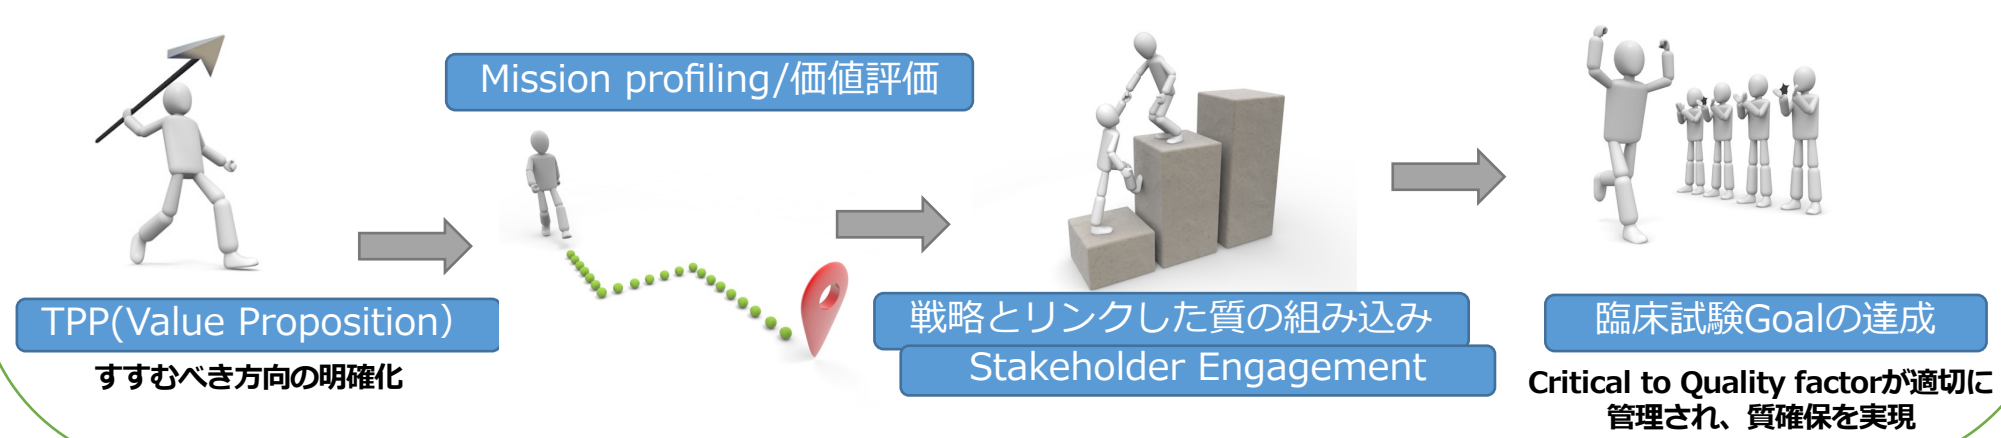 TPP(Value Proposition）
すすむべき方向の明確化
Mission profiling/価値評価
戦略とリンクした質の組み込み
Stakeholder Engagement
臨床試験Goalの達成
Critical to Quality factorが適切に
管理され、質確保を実現